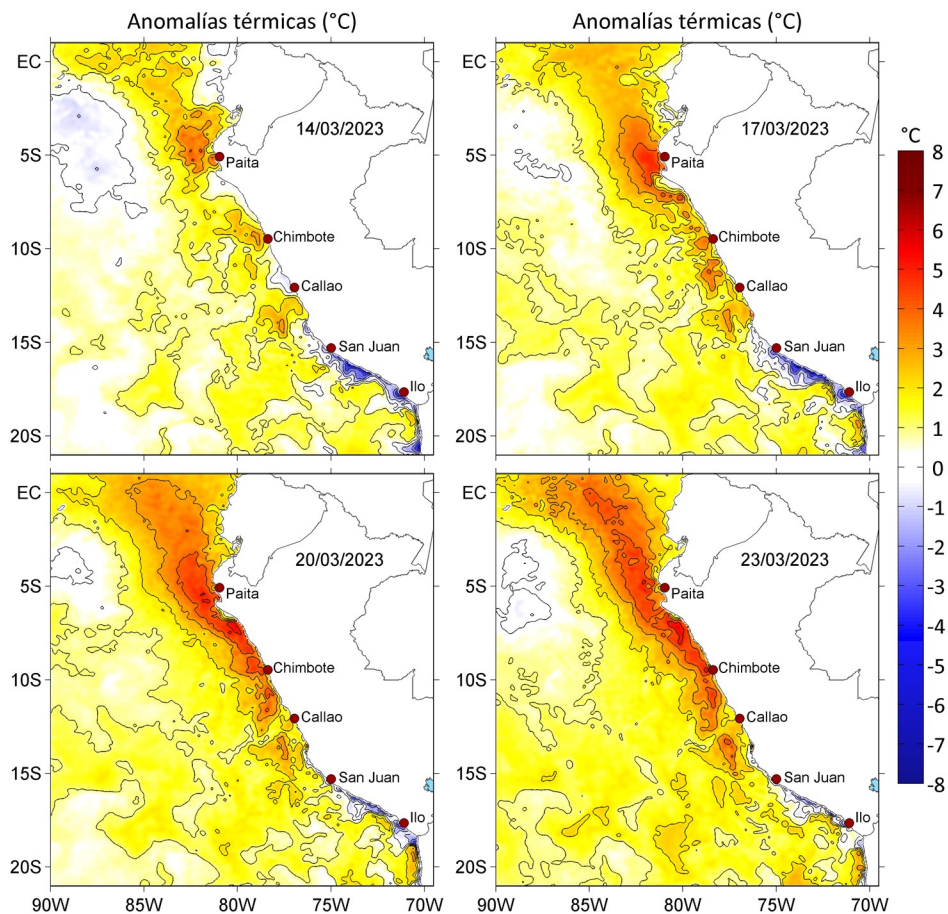 Anomalías térmicas (°C)
Anomalías térmicas (°C)
EC
5S
10S
15S
20S
14/03/2023
Paita
Chimbote
Callao
San Juan
Ilo
EC
5S
10S
15S
20S
17/03/2023
Paita
Chimbote
Callao
San Juan
Ilo
EC
5S
10S
15S
20S
20/03/2023
Paita
Chimbote
Callao
San Juan
Ilo
90W 85W 80W 75W 70W
EC
5S
10S
15S
20S
23/03/2023
Paita
Chimbote
Callao
San Juan
Ilo
90W 85W 80W 75W 70W
°C
8
7
6
5
4
3
2
1
0
-1
-2
-3
-4
-5
-6
-7
-8